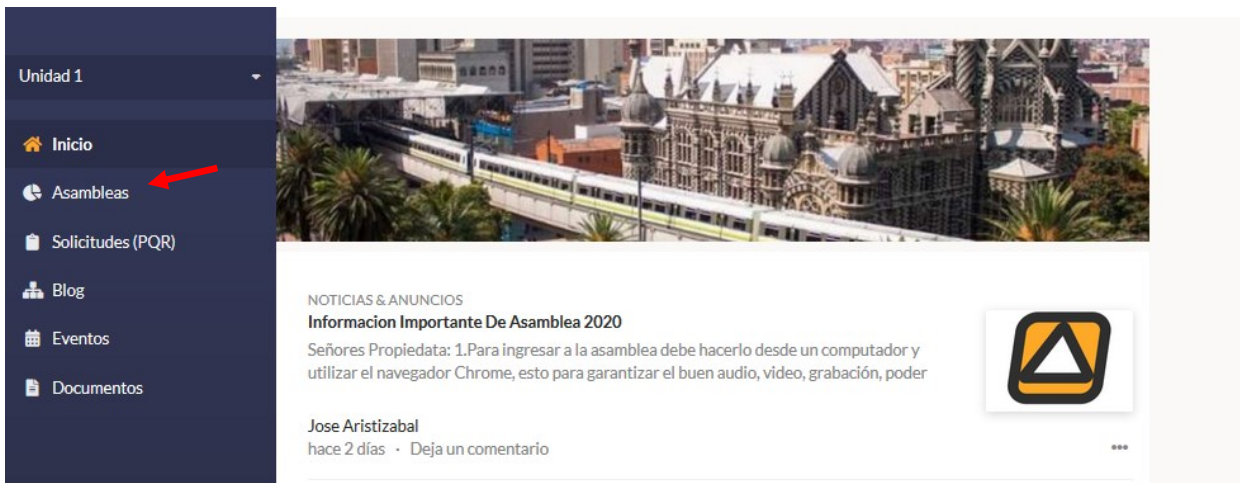 Unidad 1
Inicio
Asambleas
Solicitudes (PQR)
Blog
Eventos
Documentos
NOTICIAS & ANUNCIOS
Informacion Importante De Asamblea 2020
Señores Propiedata: 1.Para ingresar a la asamblea debe hacerlo desde un computador y
utilizar el navegador Chrome, esto para garantizar el buen audio, video, grabación, poder
Jose Aristizabal
hace 2 días · Deja un comentario